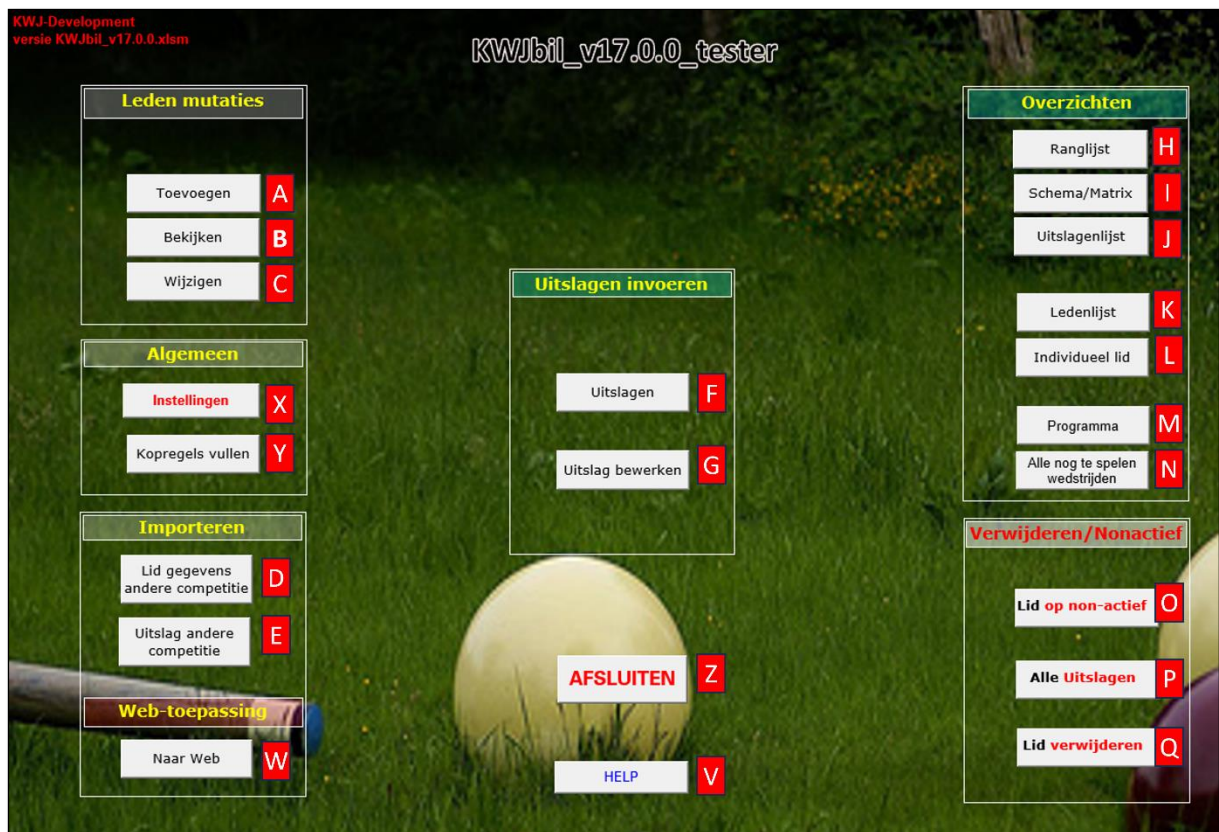 KWJ-Development
versie KWJbil_v17.0.0.xlsm
KWJbil_v17.0.0_tester
Leden mutaties
Toevoegen A
Bekijken B
Wijzigen C
Algemeen
Instellingen X
Kopregels vullen Y
Importeren
Lid gegevens
andere competitie D
Uitslag andere
competitie E
Web-toepassing
Naar Web W
Uitslagen invoeren
Uitslagen F
Uitslag bewerken G
AFSLUITEN Z
HELP V
Overzichten
Ranglijst H
Schema/Matrix I
Uitslagenlijst J
Ledenlijst K
Individueel lid L
Programma M
Alle nog te spelen
wedstrijden N
Verwijderen/Nonactief
Lid op non-actief O
Alle Uitslagen P
Lid verwijderen Q